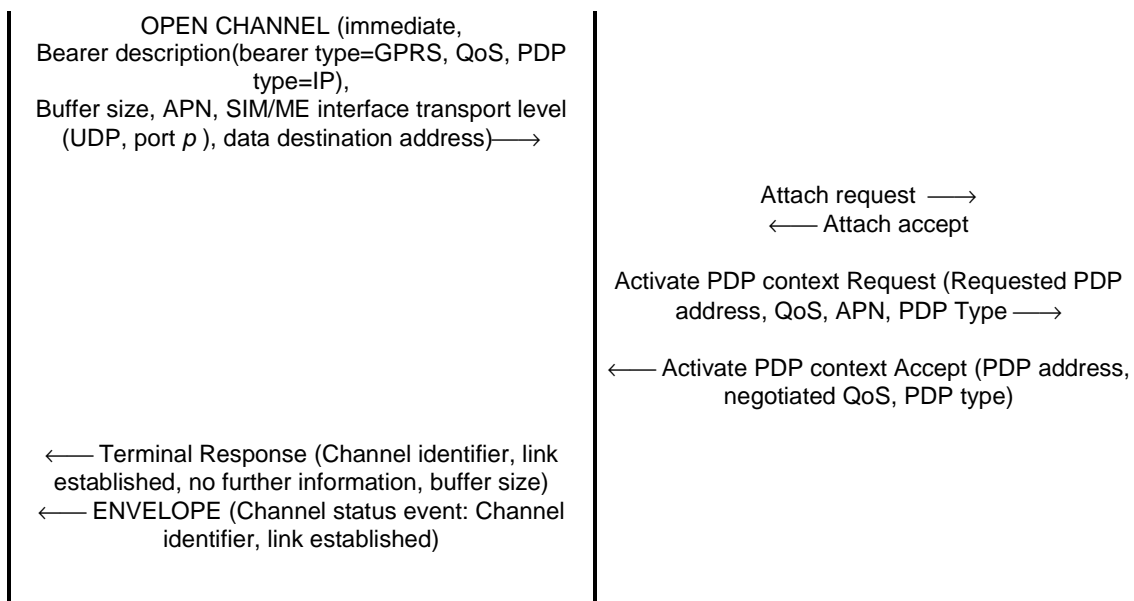 OPEN CHANNEL (immediate,
Bearer description(bearer type=GPRS, QoS, PDP
type=IP),
Buffer size, APN, SIM/ME interface transport level
(UDP, port p ), data destination address)⟶
Attach request ⟶
⟵ Attach accept
Activate PDP context Request (Requested PDP
address, QoS, APN, PDP Type ⟶
⟵ Activate PDP context Accept (PDP address,
negotiated QoS, PDP type)
⟵ Terminal Response (Channel identifier, link
established, no further information, buffer size)
⟵ ENVELOPE (Channel status event: Channel
identifier, link established)